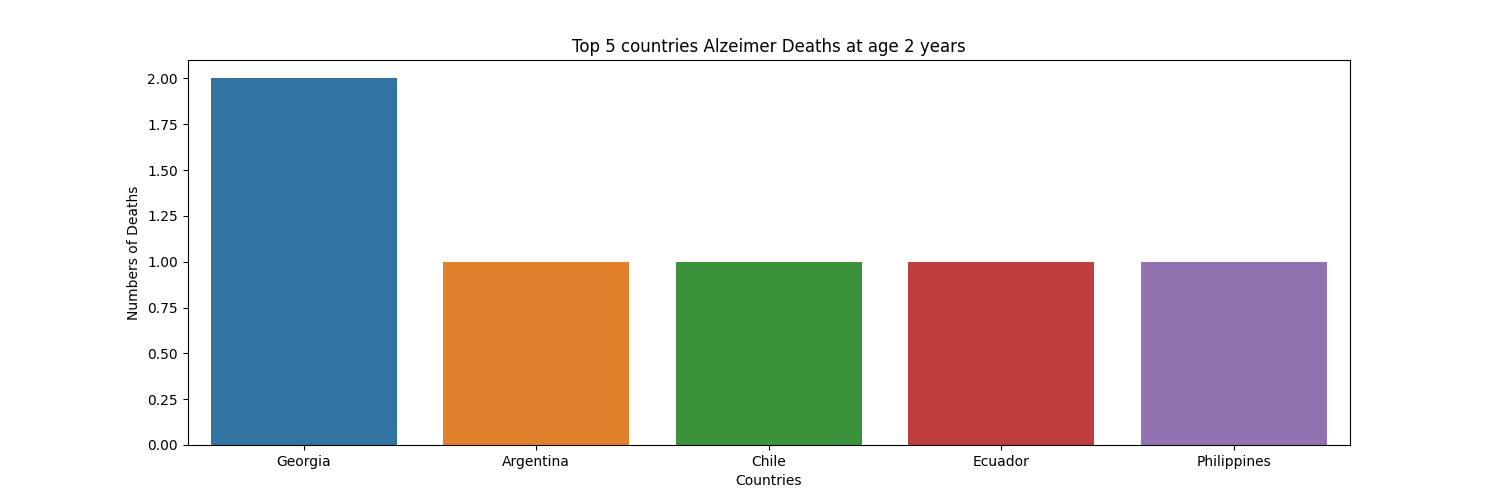 Top 5 countries Alzeimer Deaths at age 2 years
Numbers of Deaths
2.00
1.75
1.50
1.25
1.00
0.75
0.50
0.25
0.00
Georgia Argentina Chile Ecuador Philippines
Countries